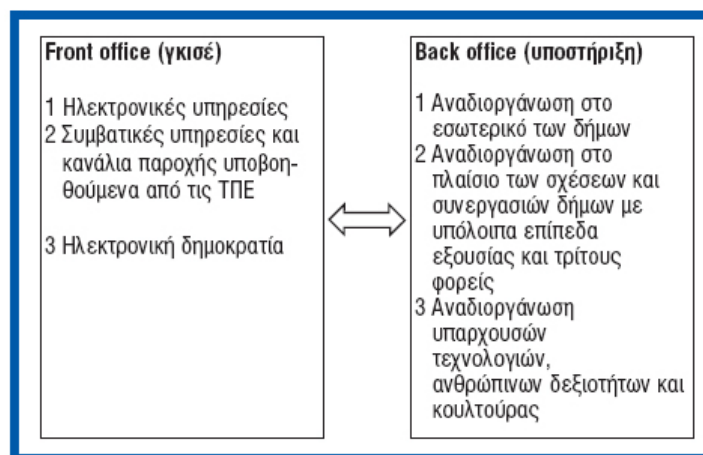 Front office (γκισέ)
1 Ηλεκτρονικές υπηρεσίες
2 Συμβατικές υπηρεσίες και
κανάλια παροχής υποβοη-
θούμενα από τις ΤΠΕ
3 Ηλεκτρονική δημοκρατία
Back office (υποστήριξη)
1 Αναδιοργάνωση στο
εσωτερικό των δήμων
2 Αναδιοργάνωση στο
πλαίσιο των σχέσεων και
συνεργασιών δήμων με
υπόλοιπα επίπεδα
εξουσίας και τρίτους
φορείς
3 Αναδιοργάνωση
υπαρχουσών
τεχνολογιών,
ανθρώπινων δεξιοτήτων και
κουλτούρας